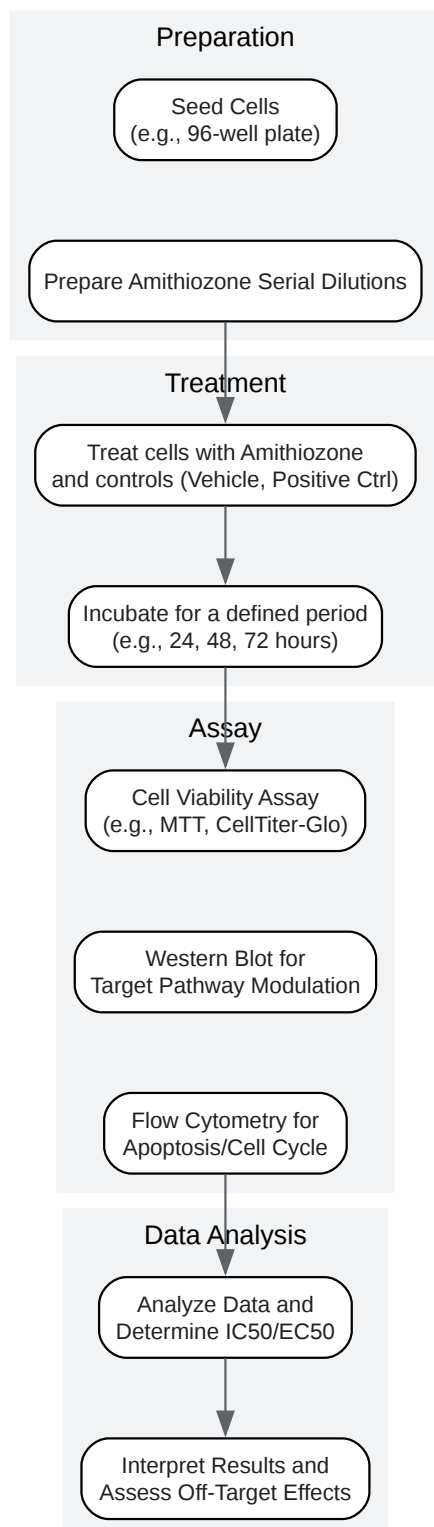 Preparation
Seed Cells
(e.g., 96-well plate)
Prepare Amithiozone Serial Dilutions
Treatment
Treat cells with Amithiozone
and controls (Vehicle, Positive Ctrl)
Incubate for a defined period
(e.g., 24, 48, 72 hours)
Assay
Cell Viability Assay
(e.g., MTT, CellTiter-Glo)
Western Blot for
Target Pathway Modulation
Flow Cytometry for
Apoptosis/Cell Cycle
Data Analysis
Analyze Data and
Determine IC50/EC50
Interpret Results and
Assess Off-Target Effects